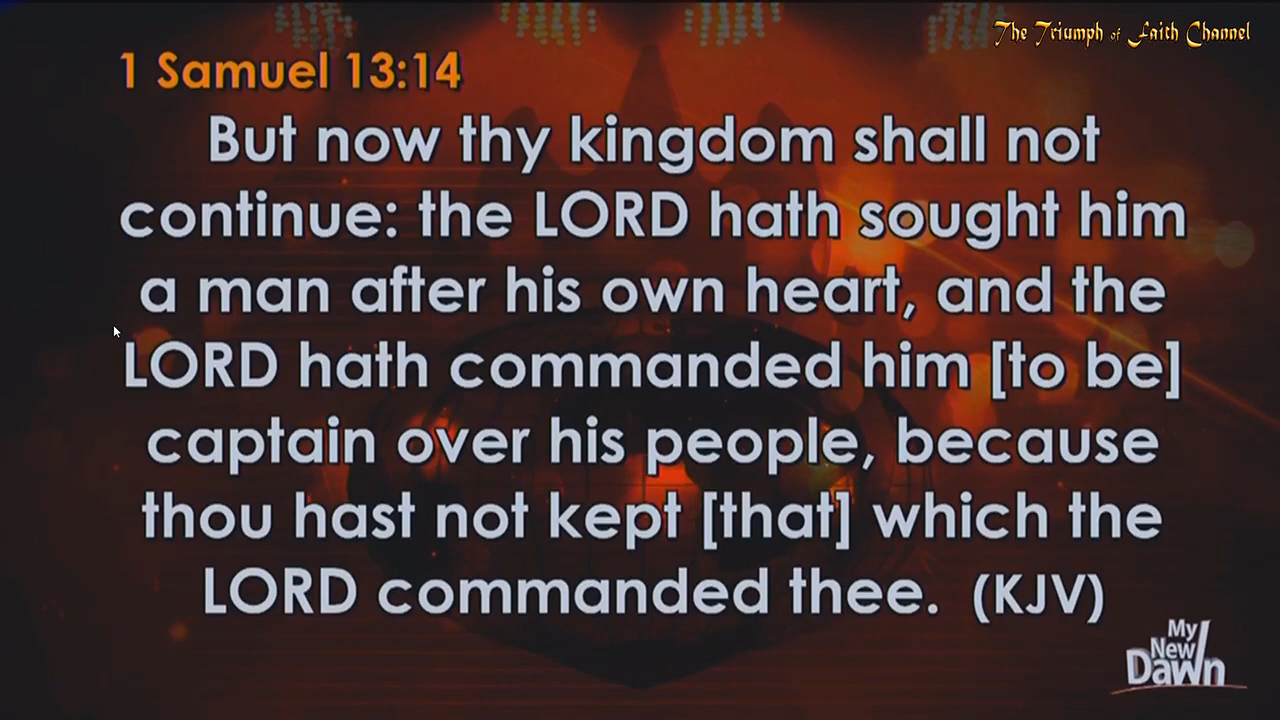 The Triumph of Faith Channel
1 Samuel 13:14
But now thy kingdom shall not
continue: the LORD hath sought him
a man after his own heart, and the
LORD hath commanded him [to be]
captain over his people, because
thou hast not kept [that] which the
LORD commanded thee. (KJV)
My
New
Dawn